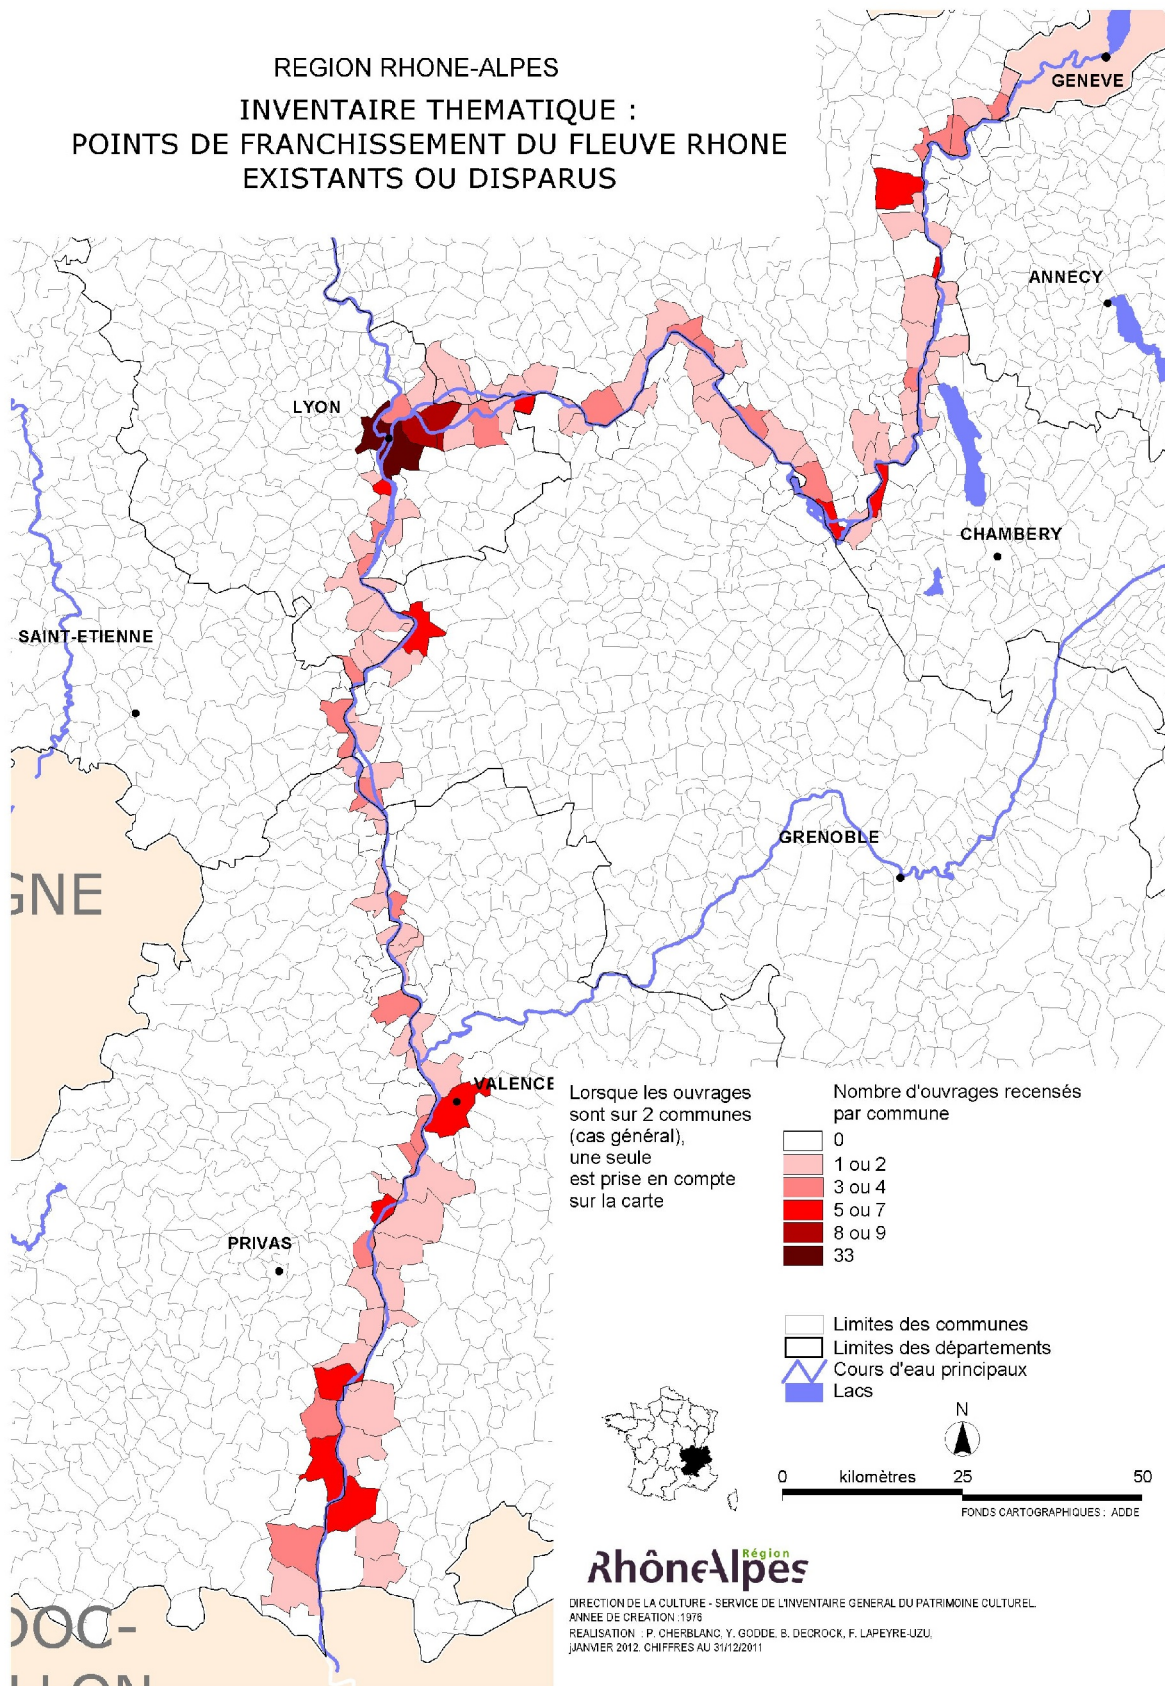 REGION RHONE-ALPES
INVENTAIRE THEMATIQUE :
POINTS DE FRANCHISSEMENT DU FLEUVE RHONE
EXISTANTS OU DISPARUS
GENEVE
ANNECY
LYON
CHAMBERY
SAINT-ETIENNE
GRENOBLE
GNE
VALENCE
PRIVAS
Lorsque les ouvrages
sont sur 2 communes
(cas général),
une seule
est prise en compte
sur la carte
Nombre d'ouvrages recensés
par commune
0
1 ou 2
3 ou 4
5 ou 7
8 ou 9
33
Limites des communes
Limites des départements
Cours d'eau principaux
Lacs
N
0 kilomètres 25 50
FONDS CARTOGRAPHIQUES : ADDE
Région
RhôneAlpes
DIRECTION DE LA CULTURE - SERVICE DE L'INVENTAIRE GENERAL DU PATRIMOINE CULTUREL.
ANNEE DE CREATION :1976
REALISATION : P. CHERBLANC, Y. GODDE, B. DECROCK, F. LAPEYRE-UZU,
jJANVIER 2012. CHIFFRES AU 31/12/2011
DOC-
LLON